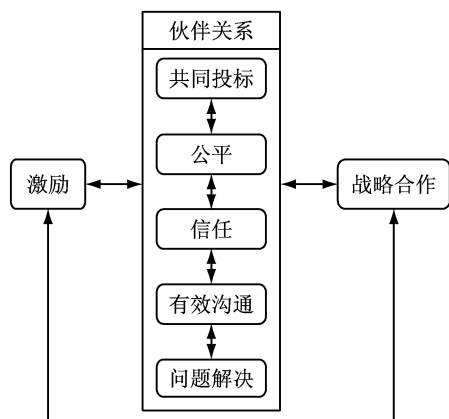 伙伴关系
共同投标
公平
激励
战略合作
信任
有效沟通
问题解决